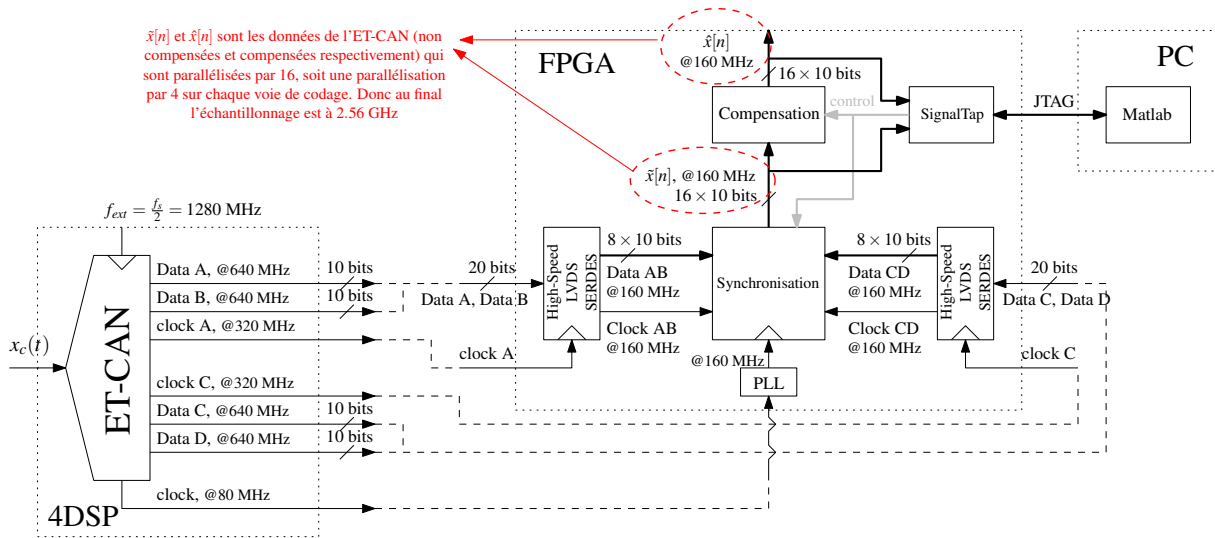 x̃[n] et x̂[n] sont les données de l'ET-CAN (non
compensées et compensées respectivement) qui
sont parallélisées par 16, soit une parallélisation
par 4 sur chaque voie de codage. Donc au final
l'échantillonnage est à 2.56 GHz
FPGA
x̂[n]
@160 MHz
16 × 10 bits
PC
Compensation
control
SignalTap
JTAG
Matlab
x̃[n], @160 MHz
16 × 10 bits
f_ext = f_s/2 = 1280 MHz
x_c(t)
ET-CAN
Data A, @640 MHz
10 bits
Data B, @640 MHz
10 bits
clock A, @320 MHz
clock C, @320 MHz
Data C, @640 MHz
10 bits
Data D, @640 MHz
10 bits
clock, @80 MHz
4DSP
20 bits
Data A, Data B
clock A
High-Speed
LVDS
SERDES
8 × 10 bits
Data AB
@160 MHz
Clock AB
@160 MHz
Synchronisation
@160 MHz
PLL
8 × 10 bits
Data CD
@160 MHz
Clock CD
@160 MHz
High-Speed
LVDS
SERDES
20 bits
Data C, Data D
clock C